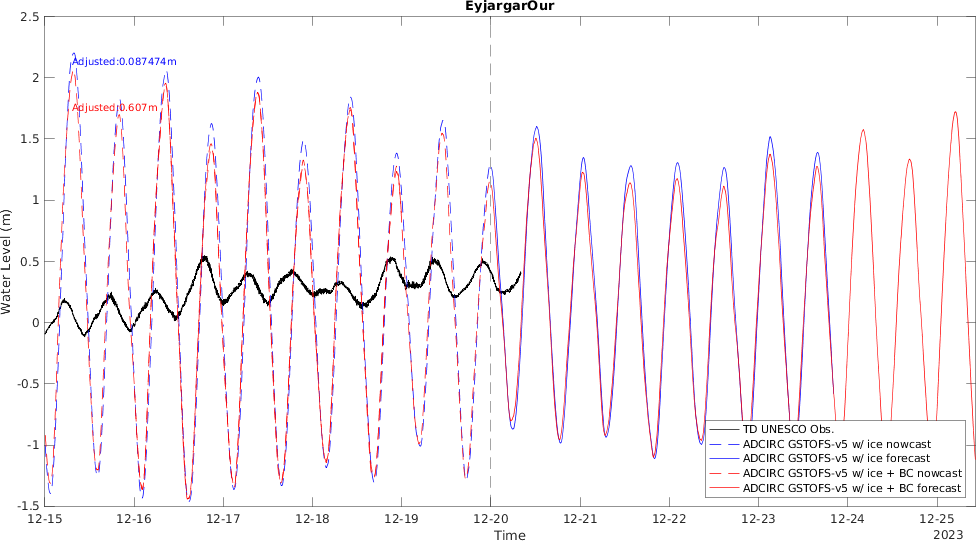 EyjargarOur
2.5
2
1.5
1
0.5
0
-0.5
-1
-1.5
Water Level (m)
Adjusted:0.087474m
Adjusted:0.607m
TD UNESCO Obs.
ADCIRC GSTOFS-v5 w/ ice nowcast
ADCIRC GSTOFS-v5 w/ ice forecast
ADCIRC GSTOFS-v5 w/ ice + BC nowcast
ADCIRC GSTOFS-v5 w/ ice + BC forecast
12-15 12-16 12-17 12-18 12-19 12-20 12-21 12-22 12-23 12-24 12-25
Time
2023